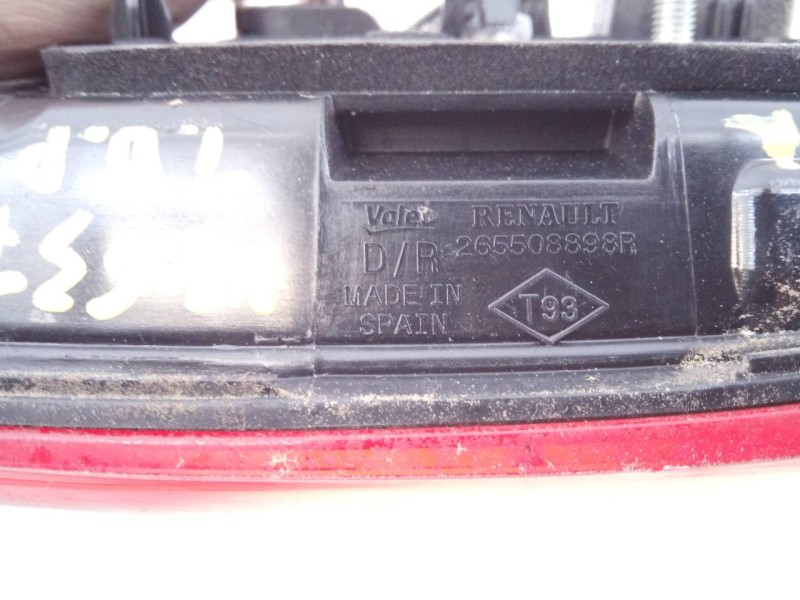 Valeo RENAULT
D/R 265508898R
MADE IN
SPAIN T93
T.D.P